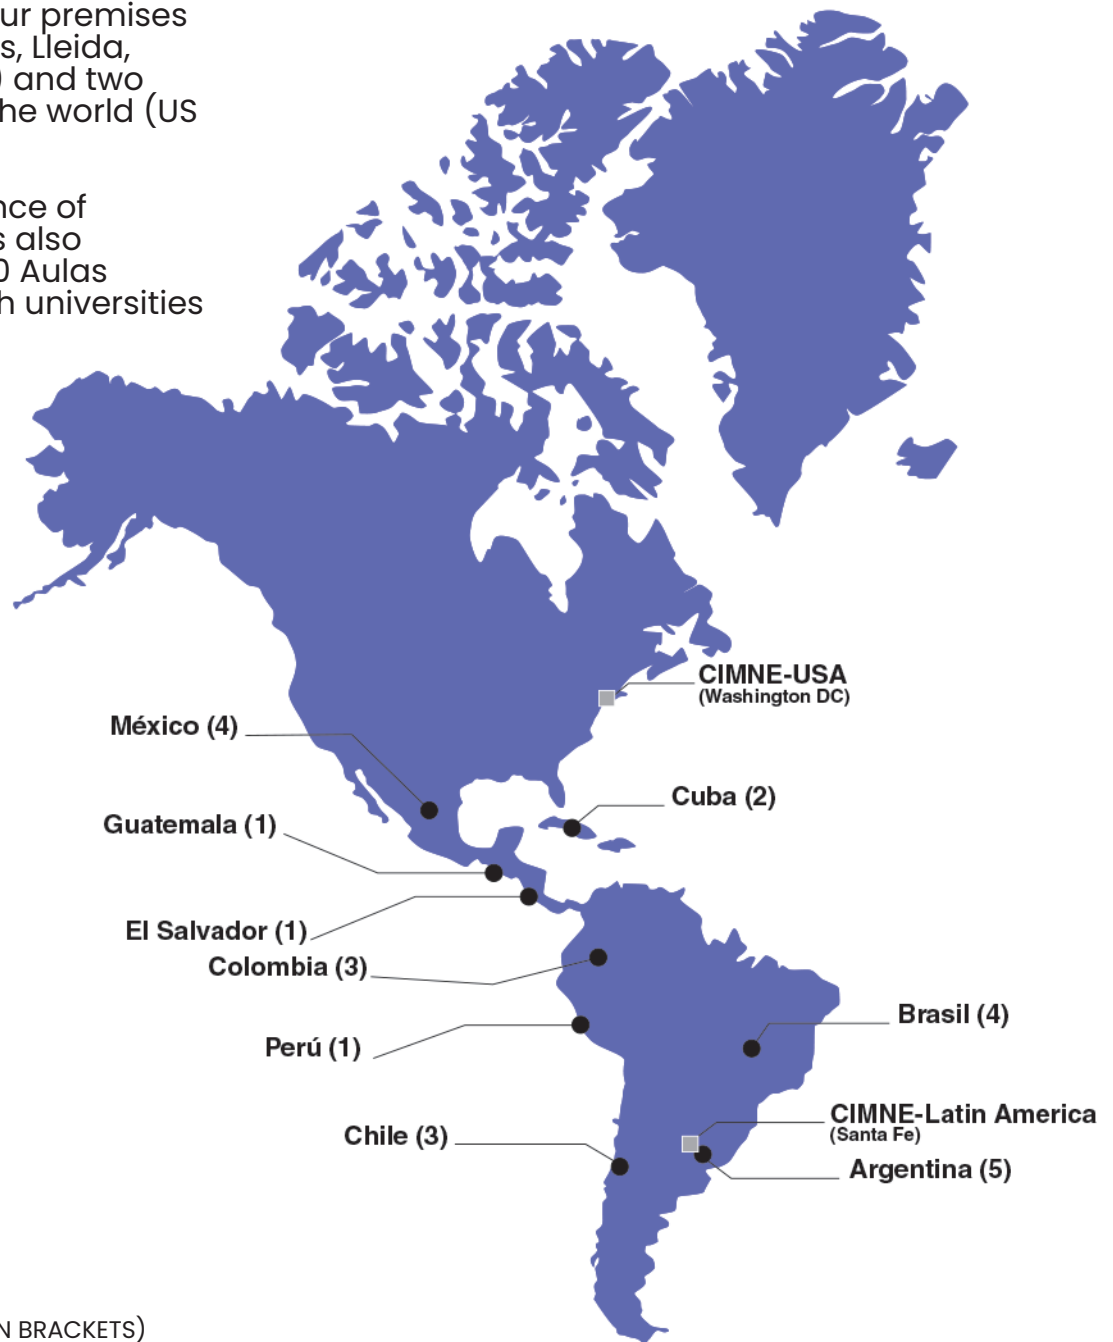 ur premises
s, Lleida,
) and two
he world (US
nce of
s also
0 Aulas
h universities
CIMNE-USA
(Washington DC)
México (4)
Cuba (2)
Guatemala (1)
El Salvador (1)
Colombia (3)
Brasil (4)
Perú (1)
CIMNE-Latin America
(Santa Fe)
Chile (3)
Argentina (5)
N BRACKETS)